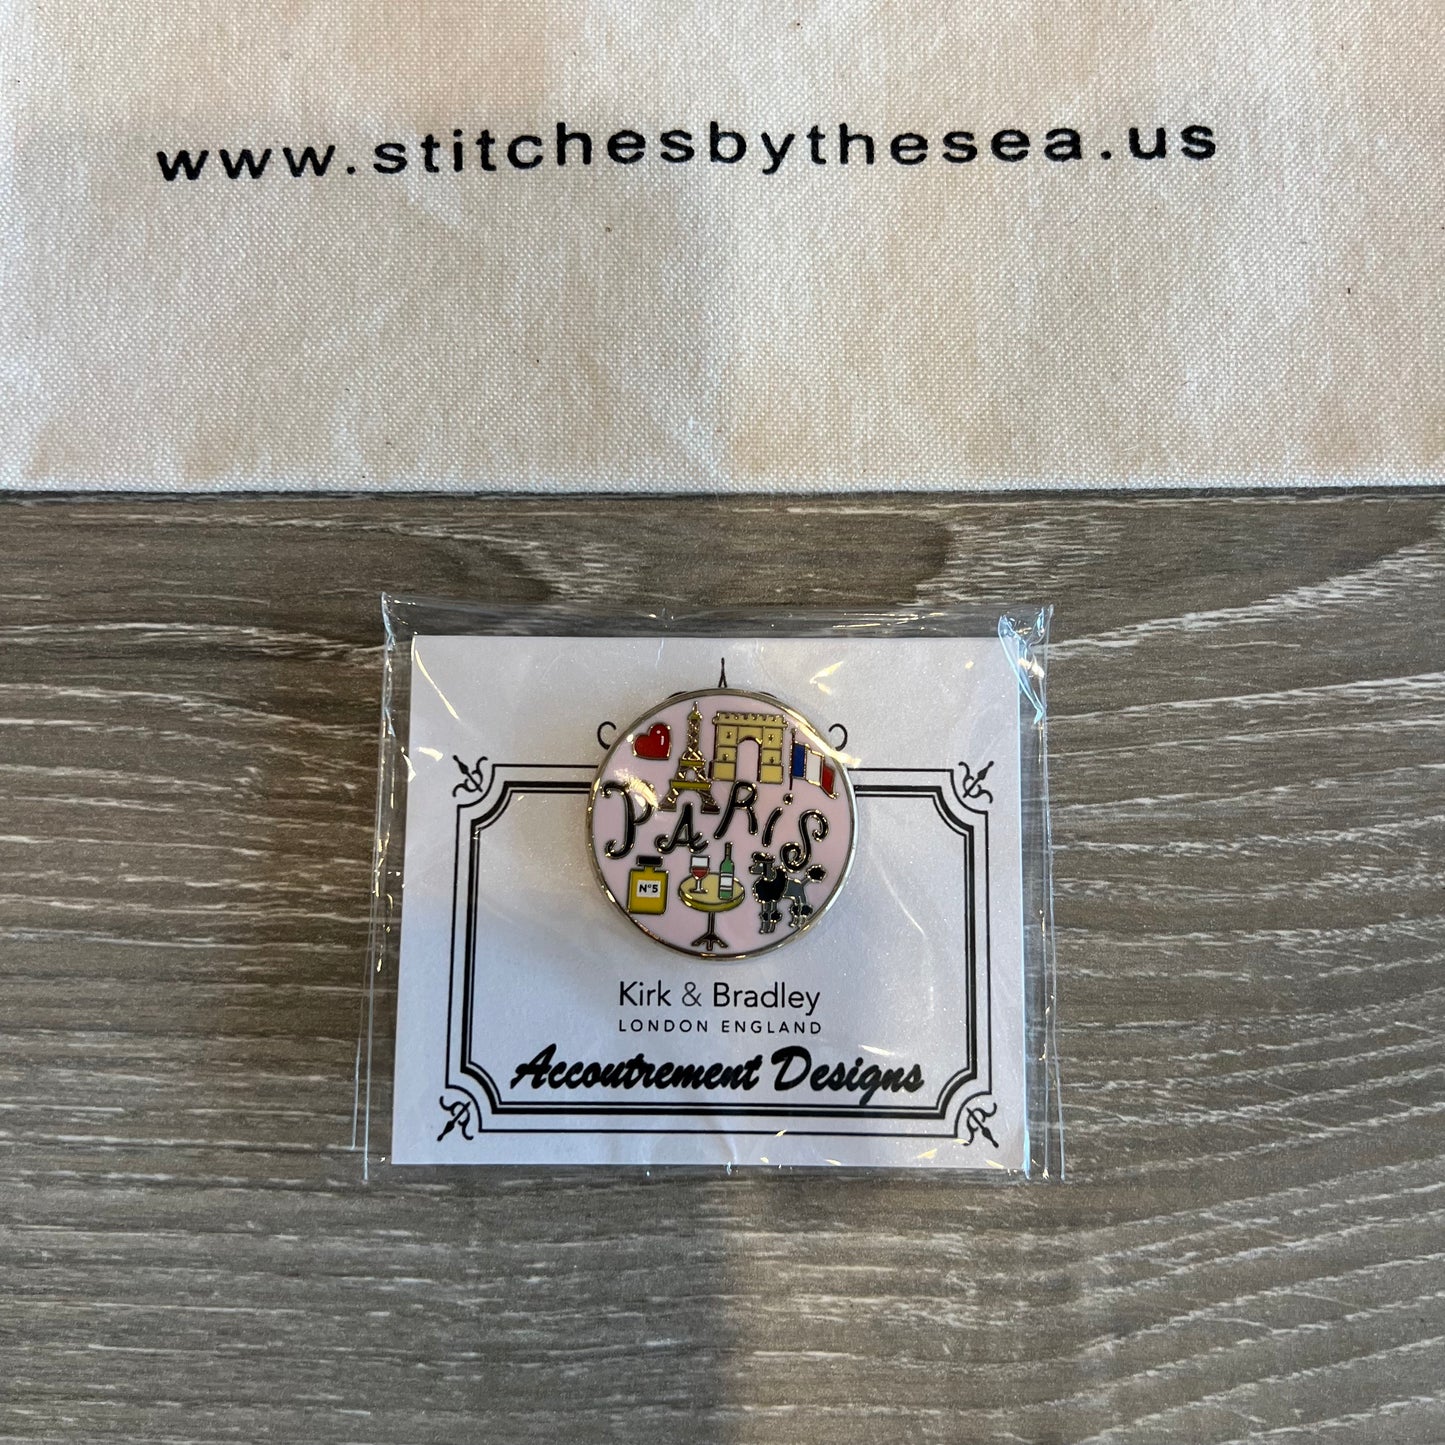 www.stitchesbythesea.us
PARiS
N°5
Kirk & Bradley
LONDON ENGLAND
Accoutrement Designs